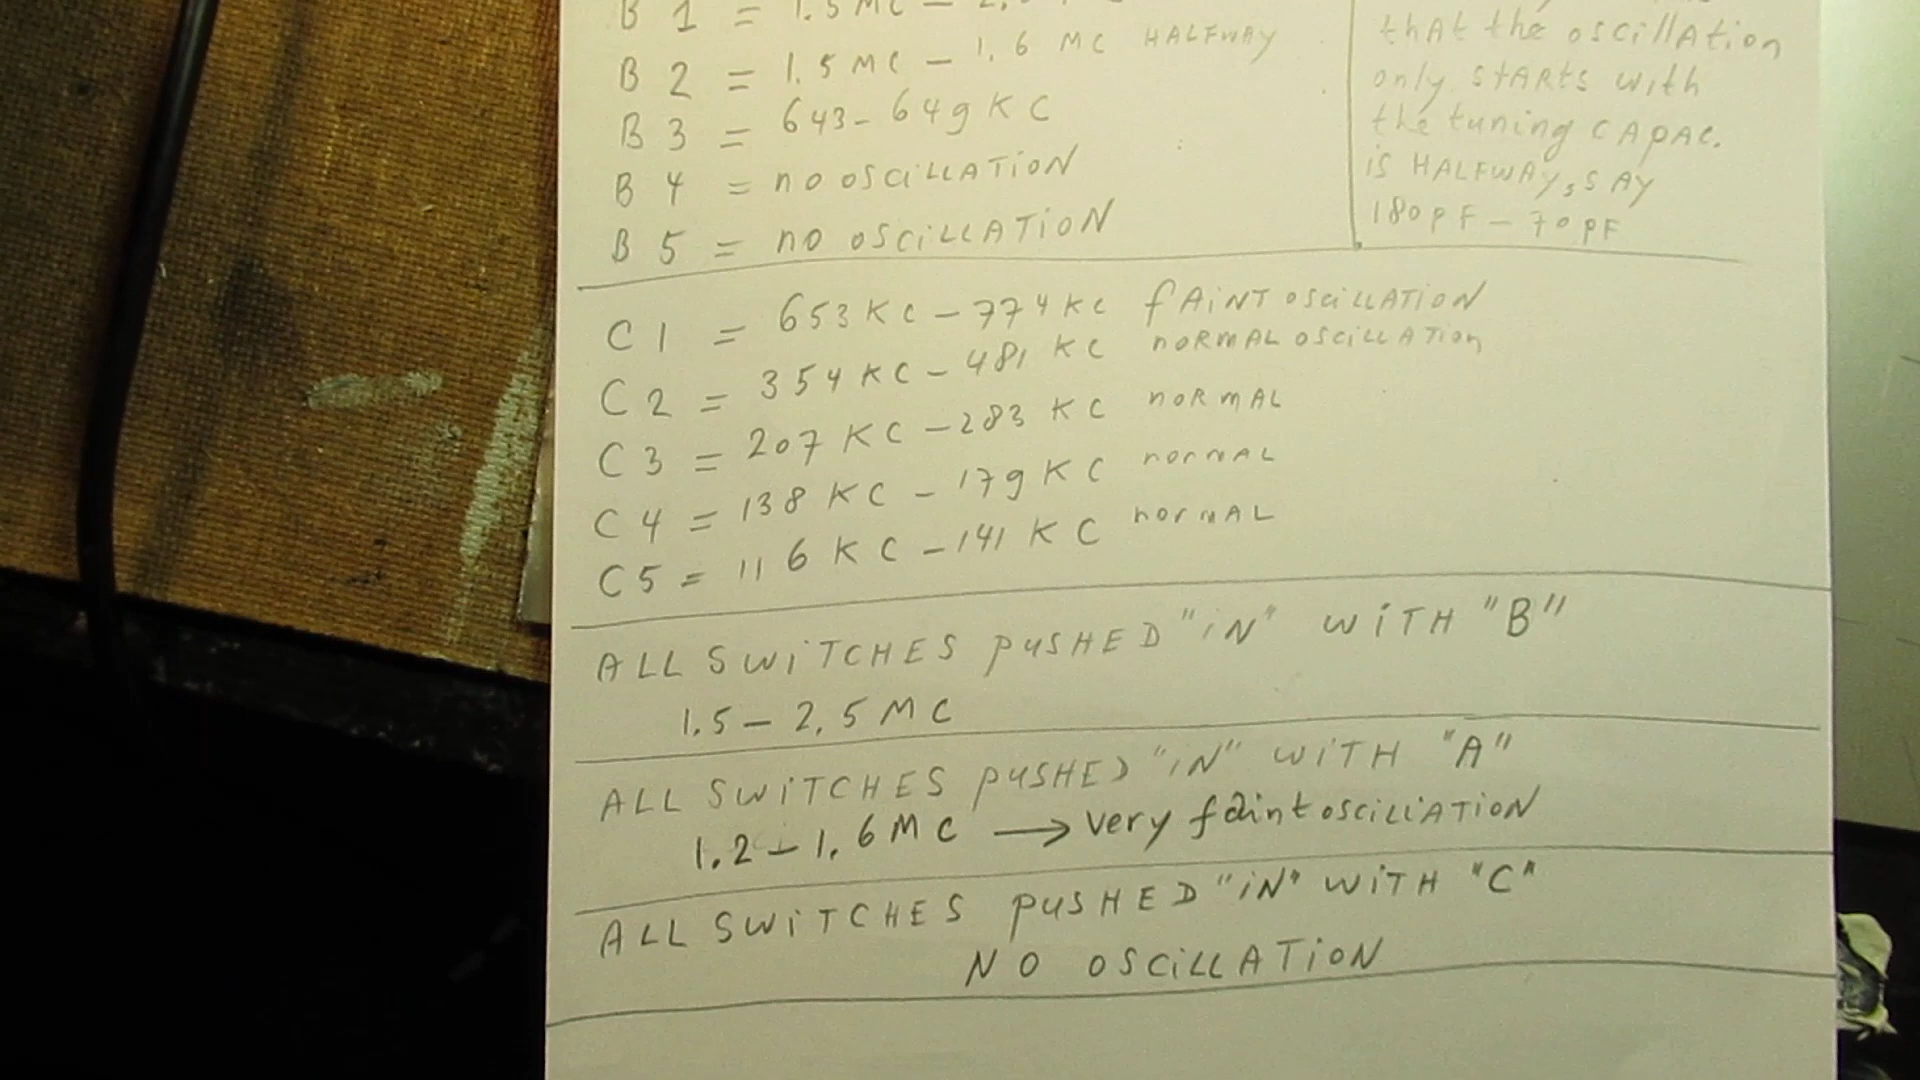 B 1 = 1.5 MC –
B 2 = 1.5 MC – 1.6 MC HALFWAY
B 3 = 643 – 649 KC
B 4 = NO OSCILLATION
B 5 = NO OSCILLATION
that the oscillation
only starts with
the tuning capac.
is HALFWAY, SAY
180 pF – 70 pF
C 1 = 653 KC – 774 KC FAINT OSCILLATION
C 2 = 354 KC – 481 KC NORMAL OSCILLATION
C 3 = 207 KC – 283 KC NORMAL
C 4 = 138 KC – 179 KC NORMAL
C 5 = 116 KC – 141 KC NORMAL
ALL SWITCHES PUSHED "IN" WITH "B"
1.5 – 2,5 MC
ALL SWITCHES PUSHED "IN" WITH "A"
1.2 – 1.6 MC → Very faint OSCILLATION
ALL SWITCHES PUSHED "IN" WITH "C"
NO OSCILLATION